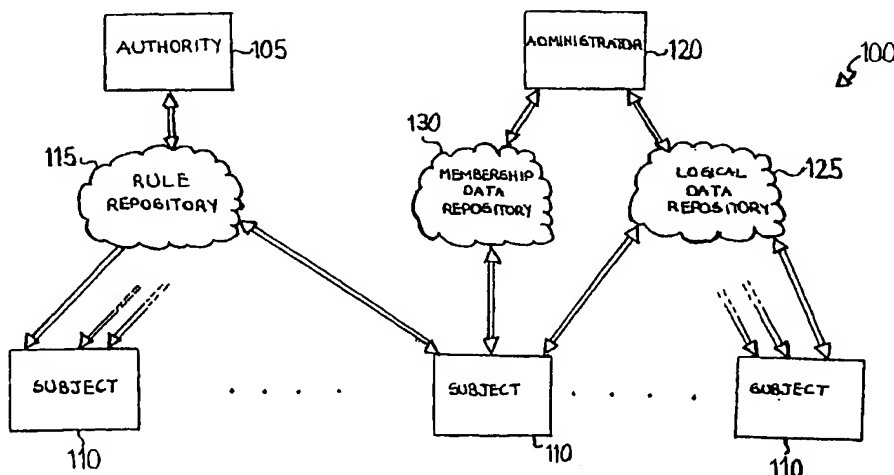 AUTHORITY
105
ADMINISTRATOR
120
100
115
RULE
REPOSITORY
130
MEMBERSHIP
DATA
REPOSITORY
LOGICAL
DATA
REPOSITORY
125
SUBJECT
110
SUBJECT
110
SUBJECT
110